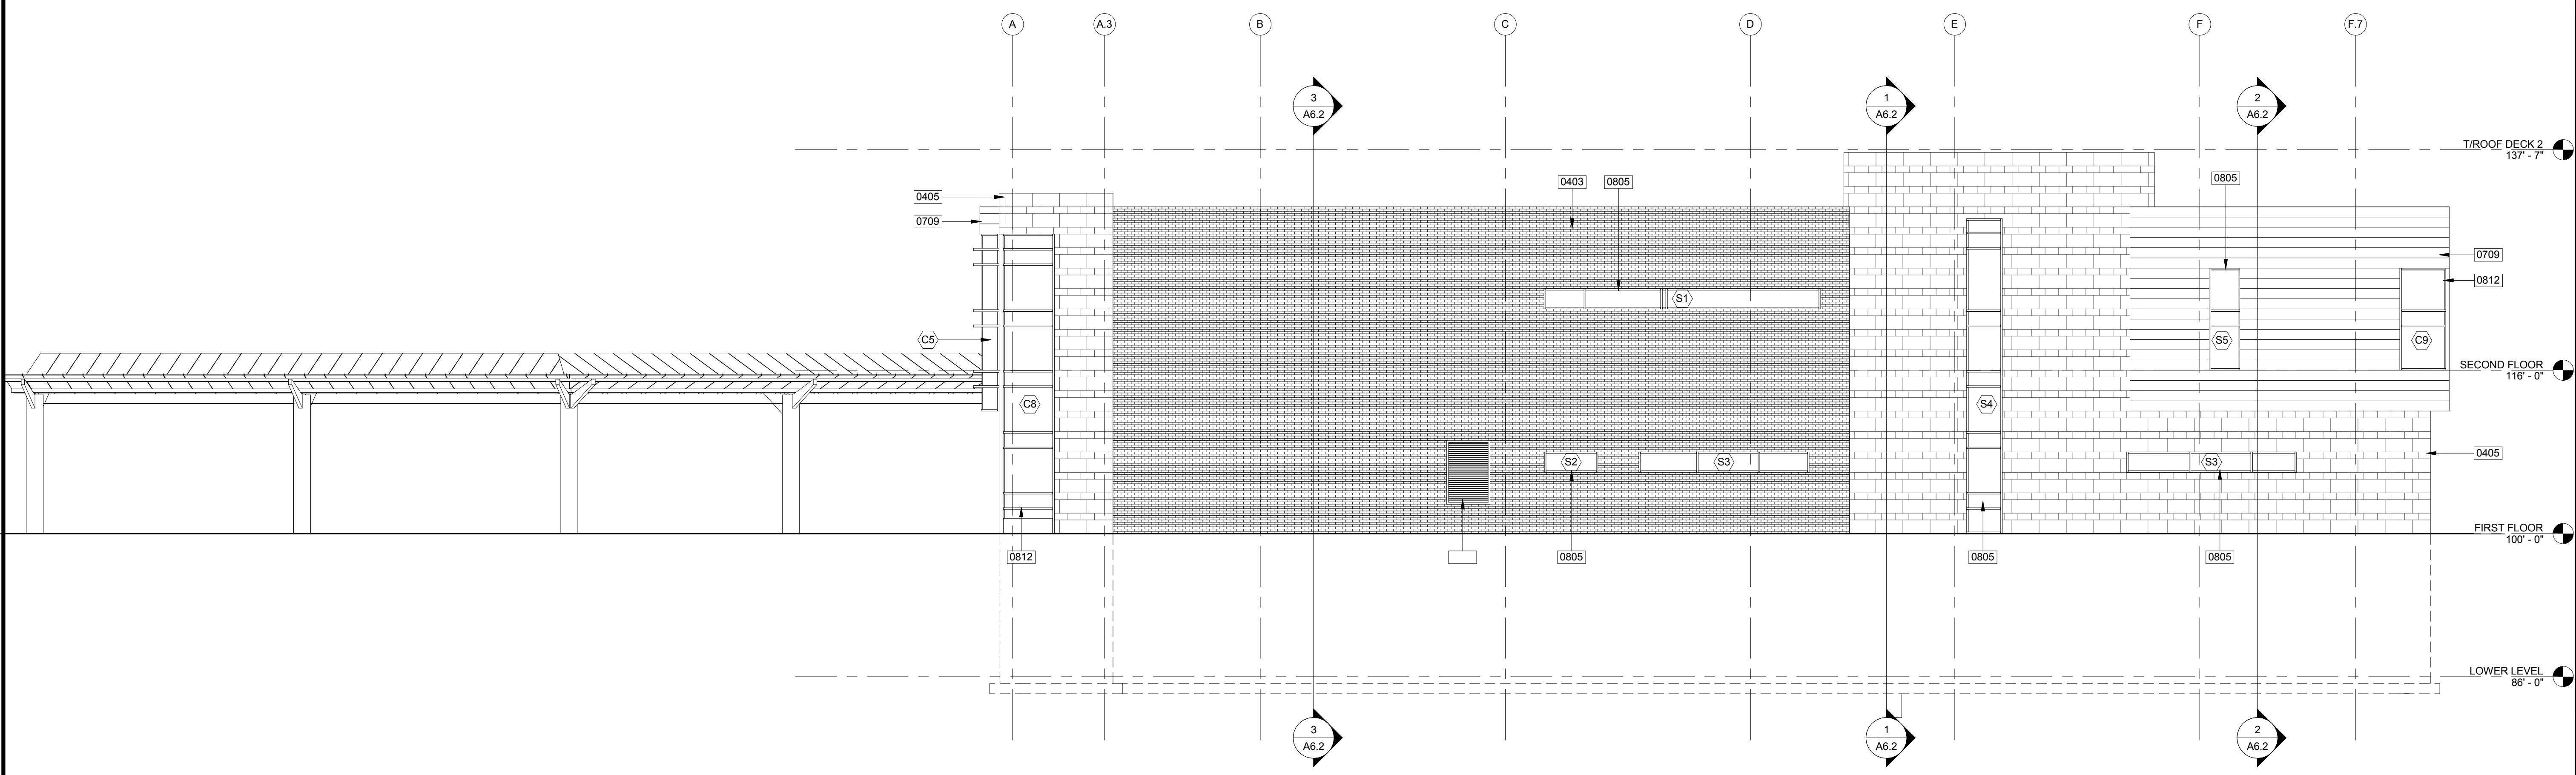 A
A.3
B
C
D
E
F
F.7
3
A6.2
1
A6.2
2
A6.2
T/ROOF DECK 2
137' - 7"
0405
0403
0805
0805
0709
0709
0812
S1
C5
S5
C9
SECOND FLOOR
116' - 0"
C8
S4
0405
S2
S3
S3
FIRST FLOOR
100' - 0"
0812
0805
0805
0805
LOWER LEVEL
86' - 0"
3
A6.2
1
A6.2
2
A6.2